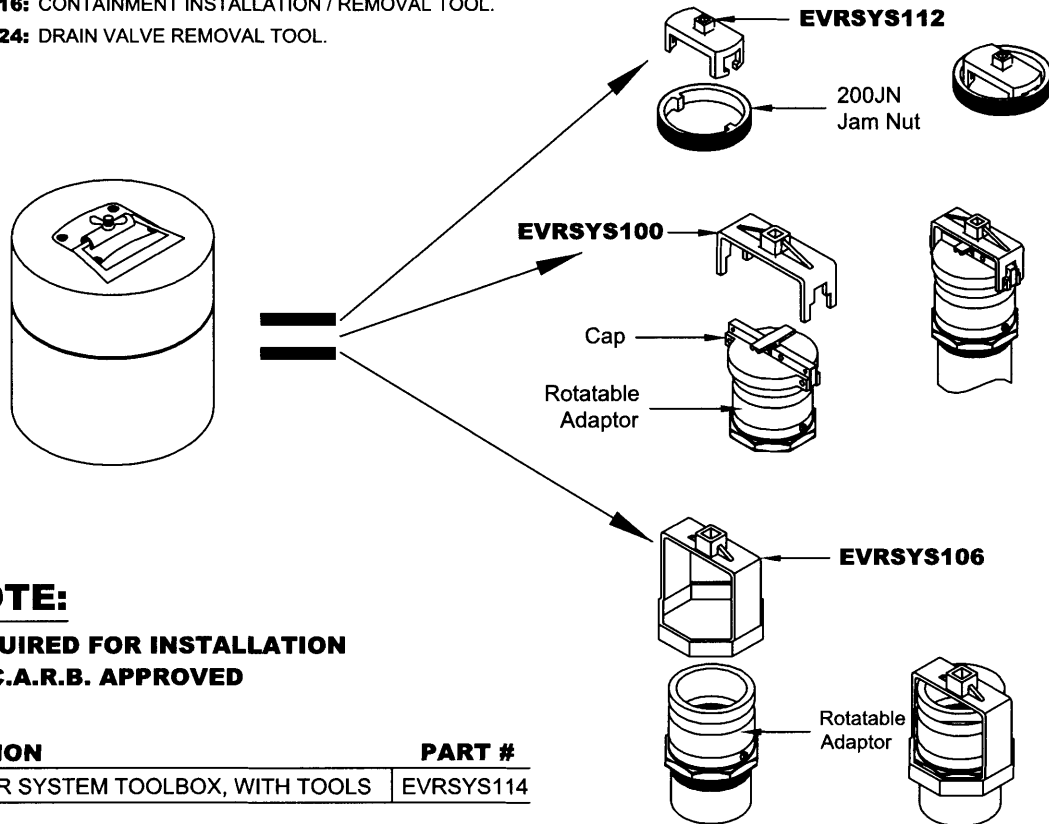 16: CONTAINMENT INSTALLATION / REMOVAL TOOL.
24: DRAIN VALVE REMOVAL TOOL.
EVRSYS112
200JN
Jam Nut
EVRSYS100
Cap
Rotatable
Adaptor
EVRSYS106
Rotatable
Adaptor
OTE:
UIRED FOR INSTALLATION
C.A.R.B. APPROVED
ION PART #
R SYSTEM TOOLBOX, WITH TOOLS EVRSYS114